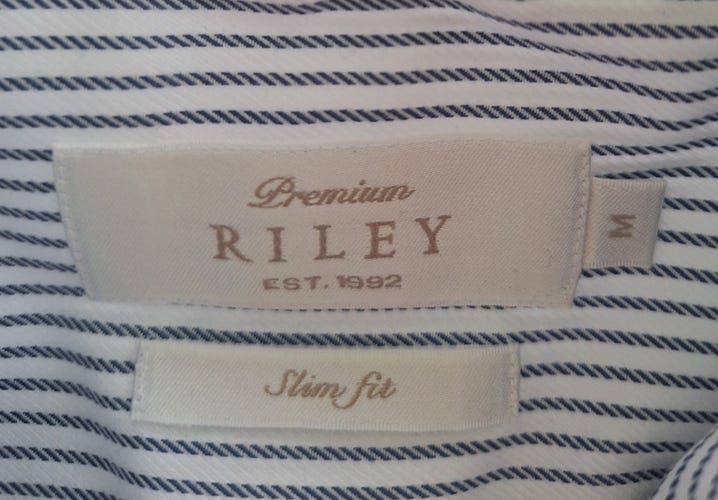 Premium
RILEY
EST. 1992
M
Slim fit